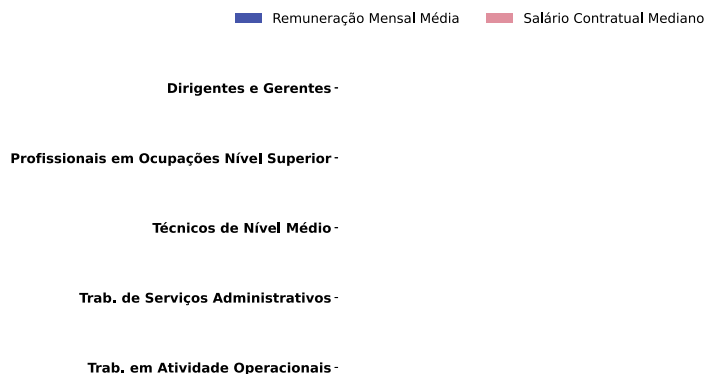 Remuneração Mensal Média Salário Contratual Mediano
Dirigentes e Gerentes
Profissionais em Ocupações Nível Superior
Técnicos de Nível Médio
Trab. de Serviços Administrativos
Trab. em Atividade Operacionais